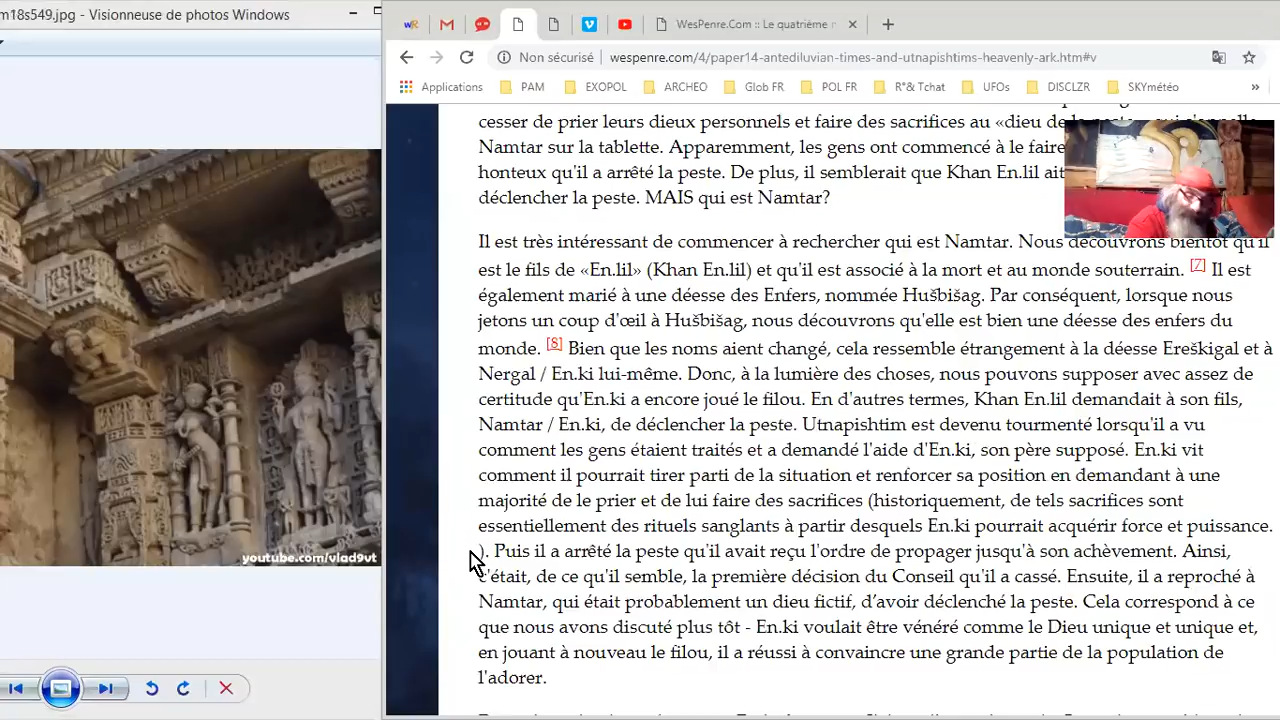 m18s549.jpg - Visionneuse de photos Windows
WesPenre.Com :: Le quatrième
Non sécurisé | wespenre.com/4/paper14-antediluvian-times-and-utnapishtims-heavenly-ark.htm#v
Applications PAM EXOPOL ARCHEO Glob FR POL FR R°& Tchat UFOs DISCLZR SKYmétéo »
cesser de prier leurs dieux personnels et faire des sacrifices au «dieu de
Namtar sur la tablette. Apparemment, les gens ont commencé à le faire
honteux qu'il a arrêté la peste. De plus, il semblerait que Khan En.lil ait
déclencher la peste. MAIS qui est Namtar?
Il est très intéressant de commencer à rechercher qui est Namtar. Nous découvrons bientôt qu'il
est le fils de «En.lil» (Khan En.lil) et qu'il est associé à la mort et au monde souterrain. [7] Il est
également marié à une déesse des Enfers, nommée Hušbišag. Par conséquent, lorsque nous
jetons un coup d'œil à Hušbišag, nous découvrons qu'elle est bien une déesse des enfers du
monde. [8] Bien que les noms aient changé, cela ressemble étrangement à la déesse Ereškigal et à
Nergal / En.ki lui-même. Donc, à la lumière des choses, nous pouvons supposer avec assez de
certitude qu'En.ki a encore joué le filou. En d'autres termes, Khan En.lil demandait à son fils,
Namtar / En.ki, de déclencher la peste. Utnapishtim est devenu tourmenté lorsqu'il a vu
comment les gens étaient traités et a demandé l'aide d'En.ki, son père supposé. En.ki vit
comment il pourrait tirer parti de la situation et renforcer sa position en demandant à une
majorité de le prier et de lui faire des sacrifices (historiquement, de tels sacrifices sont
essentiellement des rituels sanglants à partir desquels En.ki pourrait acquérir force et puissance.
). Puis il a arrêté la peste qu'il avait reçu l'ordre de propager jusqu'à son achèvement. Ainsi,
c'était, de ce qu'il semble, la première décision du Conseil qu'il a cassé. Ensuite, il a reproché à
Namtar, qui était probablement un dieu fictif, d'avoir déclenché la peste. Cela correspond à ce
que nous avons discuté plus tôt - En.ki voulait être vénéré comme le Dieu unique et unique et,
en jouant à nouveau le filou, il a réussi à convaincre une grande partie de la population de
l'adorer.
youtube.com/vlad9vt